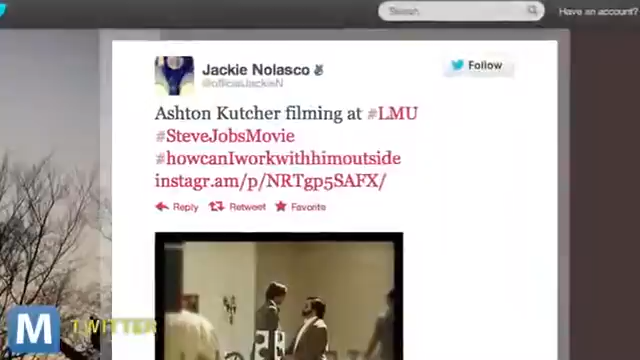 Search
Have an account?
Jackie Nolasco
@officialJackieN
Follow
Ashton Kutcher filming at #LMU
#SteveJobsMovie
#howcanIworkwithhimoutside
instagr.am/p/NRTgp5SAFX/
Reply Retweet Favorite
M TWITTER